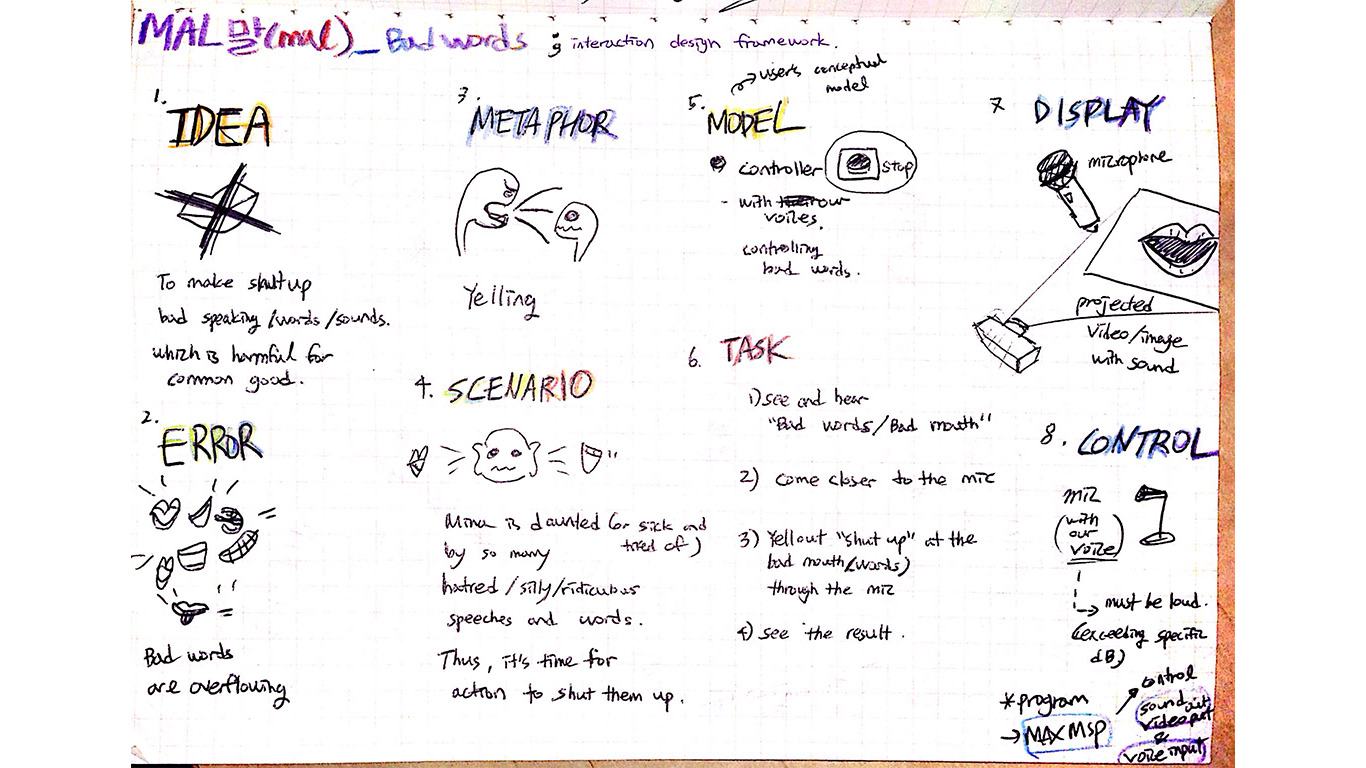 MAL 말(mal)_Bad words ; interaction design framework.
1.
IDEA
To make shut up
bad speaking/words/sounds.
which is harmful for
common good.
2.
ERROR
Bad words
are overflowing
3.
METAPHOR
Yelling
4. SCENARIO
Mina is daunted (or sick and
tired of)
by so many
hatred/silly/ridiculous
speeches and words.
Thus, it's time for
action to shut them up.
→ user's conceptual
model
5.
MODEL
controller
stop
- with our
voices.
controlling
bad words.
6. TASK
1) see and hear
"Bad words/Bad mouth"
2) come closer to the mic
3) Yell out "shut up" at the
bad mouth(words)
through the mic
4) see the result.
7 DISPLAY
microphone
projected
video/image
with sound
8. CONTROL
mic
(with
our
voice)
→ must be loud.
(exceeding specific
dB)
*program
→ MAX MSP
control
sound out
video put
&
voice input